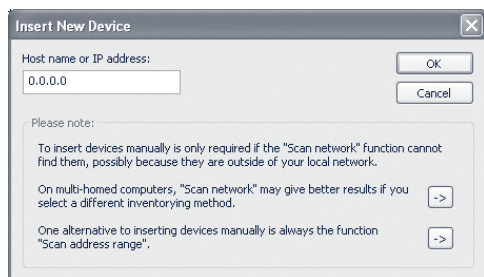 Insert New Device
Host name or IP address:
0.0.0.0
OK
Cancel
Please note:
To insert devices manually is only required if the "Scan network" function cannot
find them, possibly because they are outside of your local network.
On multi-homed computers, "Scan network" may give better results if you
select a different inventorying method.
->
One alternative to inserting devices manually is always the function
"Scan address range".
->